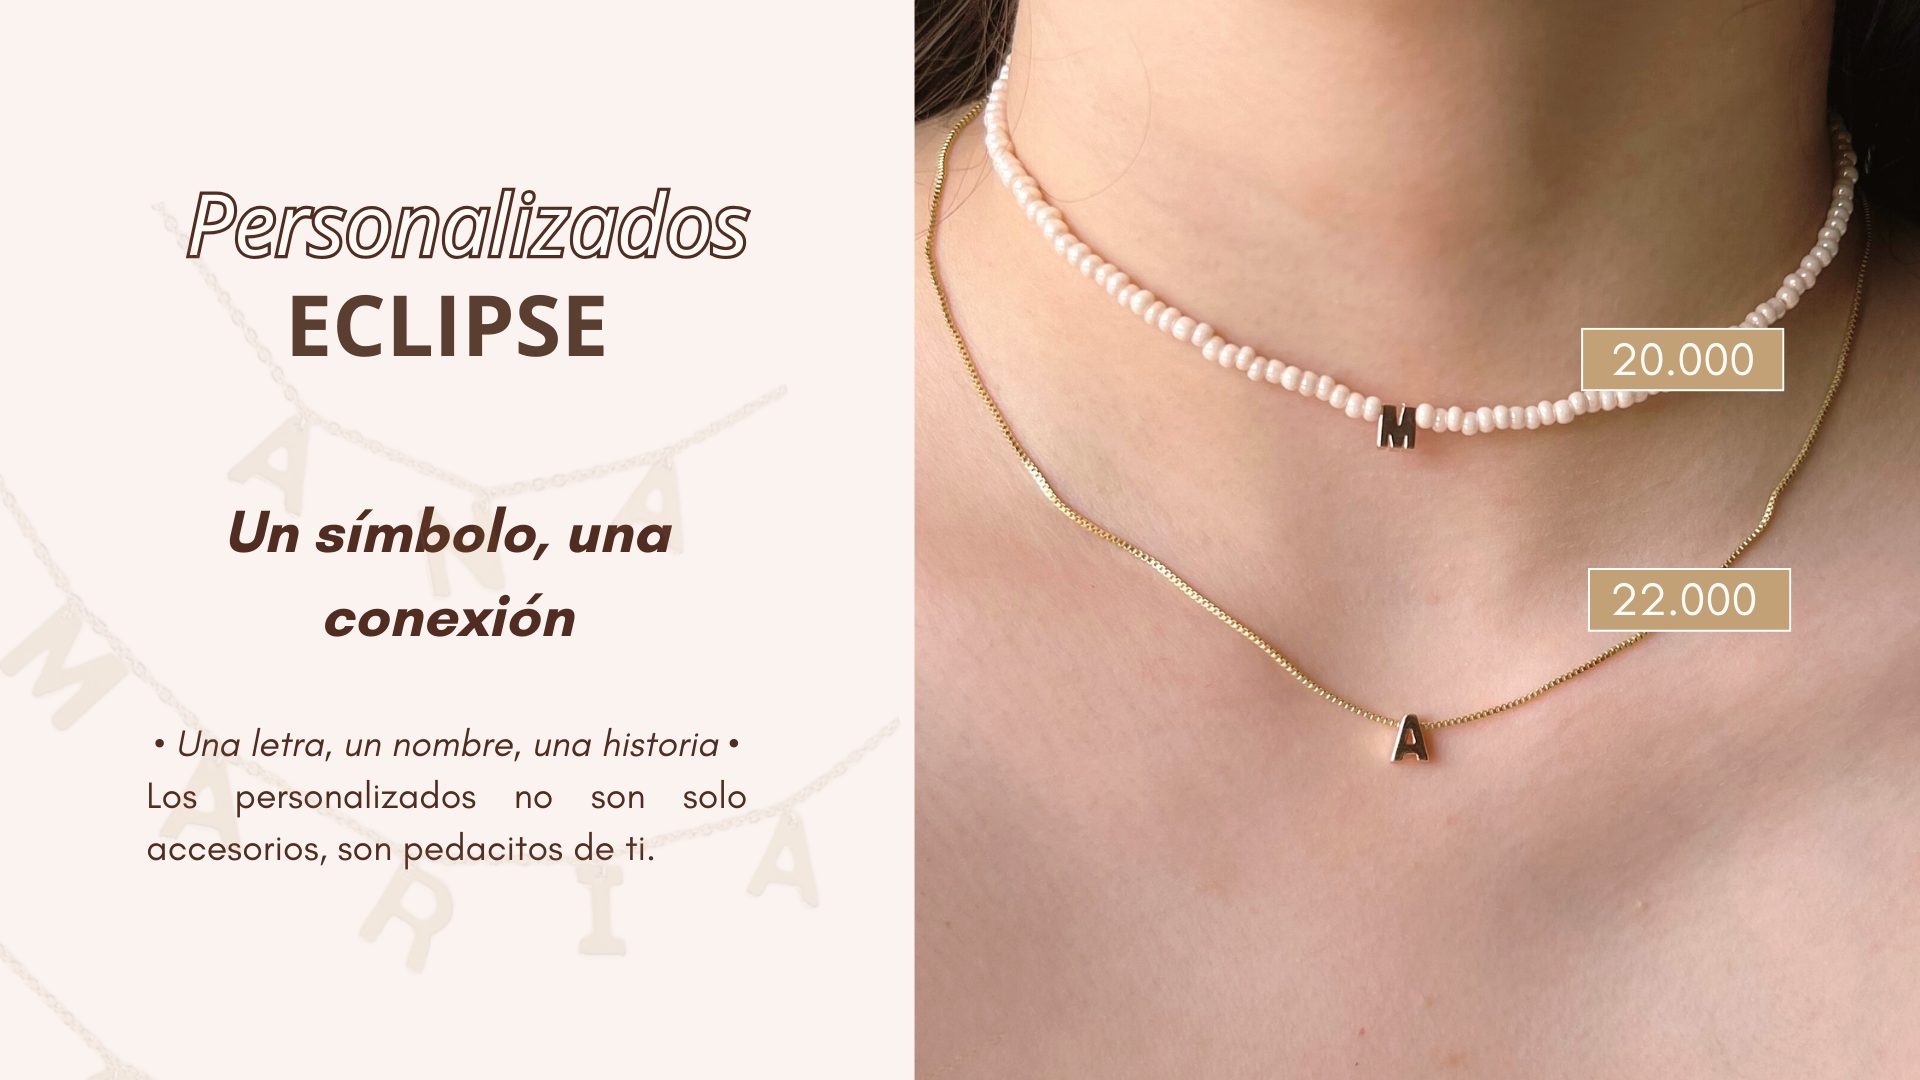 Personalizados
ECLIPSE
Un símbolo, una
conexión
• Una letra, un nombre, una historia •
Los personalizados no son solo
accesorios, son pedacitos de ti.
M
20.000
22.000
A
A N A
M A R I A